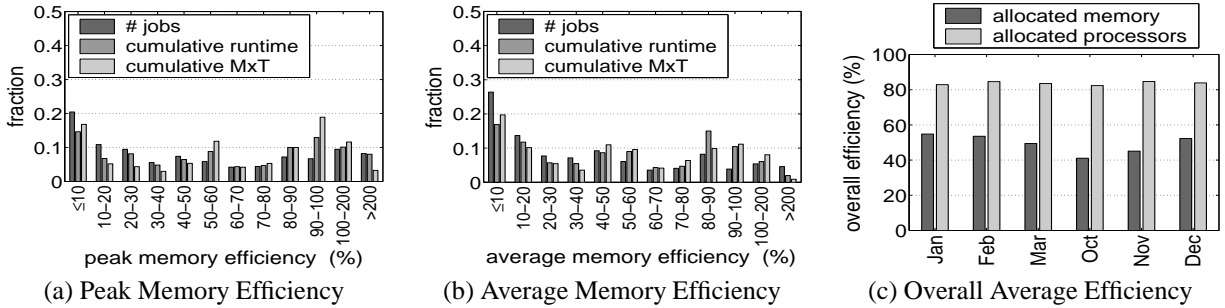 0.5
0.4
0.3
0.2
0.1
0
fraction
# jobs
cumulative runtime
cumulative MxT
≤10
10−20
20−30
30−40
40−50
50−60
60−70
70−80
80−90
90−100
100−200
>200
peak memory efficiency (%)
(a) Peak Memory Efficiency
0.5
0.4
0.3
0.2
0.1
0
fraction
# jobs
cumulative runtime
cumulative MxT
≤10
10−20
20−30
30−40
40−50
50−60
60−70
70−80
80−90
90−100
100−200
>200
average memory efficiency (%)
(b) Average Memory Efficiency
allocated memory
allocated processors
100
80
60
40
20
0
overall efficiency (%)
Jan
Feb
Mar
Oct
Nov
Dec
(c) Overall Average Efficiency